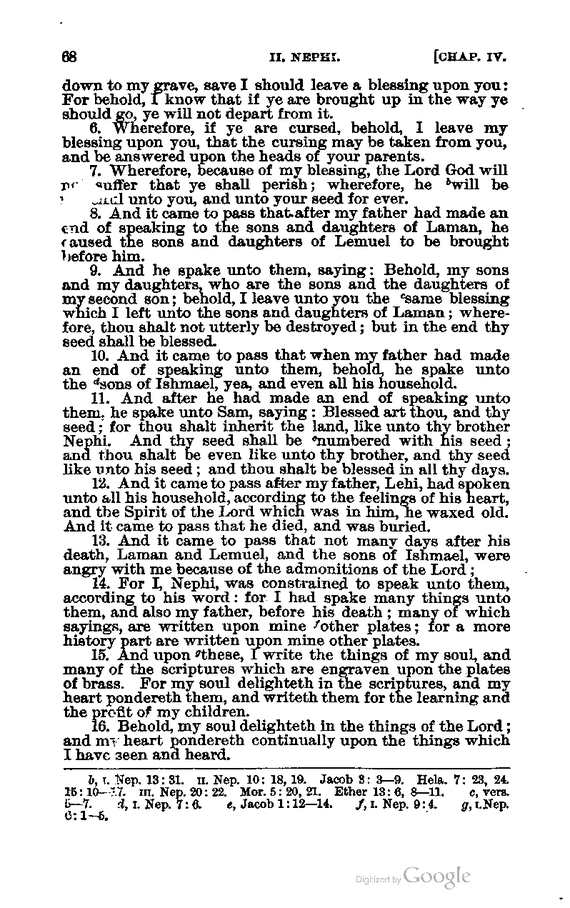 68 II. NEPHI. [CHAP. IV.
down to my grave, save I should leave a blessing upon you:
For behold, I know that if ye are brought up in the way ye
should go, ye will not depart from it.
6. Wherefore, if ye are cursed, behold, I leave my
blessing upon you, that the cursing may be taken from you,
and be answered upon the heads of your parents.
7. Wherefore, because of my blessing, the Lord God will
suffer that ye shall perish; wherefore, he ᵇwill be
unto you, and unto your seed for ever.
8. And it came to pass that after my father had made an
end of speaking to the sons and daughters of Laman, he
caused the sons and daughters of Lemuel to be brought
before him.
9. And he spake unto them, saying: Behold, my sons
and my daughters, who are the sons and the daughters of
my second son; behold, I leave unto you the ᶜsame blessing
which I left unto the sons and daughters of Laman; where-
fore, thou shalt not utterly be destroyed; but in the end thy
seed shall be blessed.
10. And it came to pass that when my father had made
an end of speaking unto them, behold, he spake unto
the ᵈsons of Ishmael, yea, and even all his household.
11. And after he had made an end of speaking unto
them, he spake unto Sam, saying: Blessed art thou, and thy
seed; for thou shalt inherit the land, like unto thy brother
Nephi. And thy seed shall be ᵉnumbered with his seed;
and thou shalt be even like unto thy brother, and thy seed
like unto his seed; and thou shalt be blessed in all thy days.
12. And it came to pass after my father, Lehi, had spoken
unto all his household, according to the feelings of his heart,
and the Spirit of the Lord which was in him, he waxed old.
And it came to pass that he died, and was buried.
13. And it came to pass that not many days after his
death, Laman and Lemuel, and the sons of Ishmael, were
angry with me because of the admonitions of the Lord;
14. For I, Nephi, was constrained to speak unto them,
according to his word: for I had spake many things unto
them, and also my father, before his death; many of which
sayings, are written upon mine ᶠother plates; for a more
history part are written upon mine other plates.
15. And upon ᵍthese, I write the things of my soul, and
many of the scriptures which are engraven upon the plates
of brass. For my soul delighteth in the scriptures, and my
heart pondereth them, and writeth them for the learning and
the profit of my children.
16. Behold, my soul delighteth in the things of the Lord;
and my heart pondereth continually upon the things which
I have seen and heard.
b, I. Nep. 13: 31. II. Nep. 10: 18, 19. Jacob 3: 3—9. Hela. 7: 23, 24.
15: 10— III. Nep. 20: 22. Mor. 5: 20, 21. Ether 13: 6, 8—11. c, vers.
5—7. d, I. Nep. 7: 6. e, Jacob 1: 12—14. f, I. Nep. 9: 4. g, I. Nep.
6: 1—6.
Digitized by Google